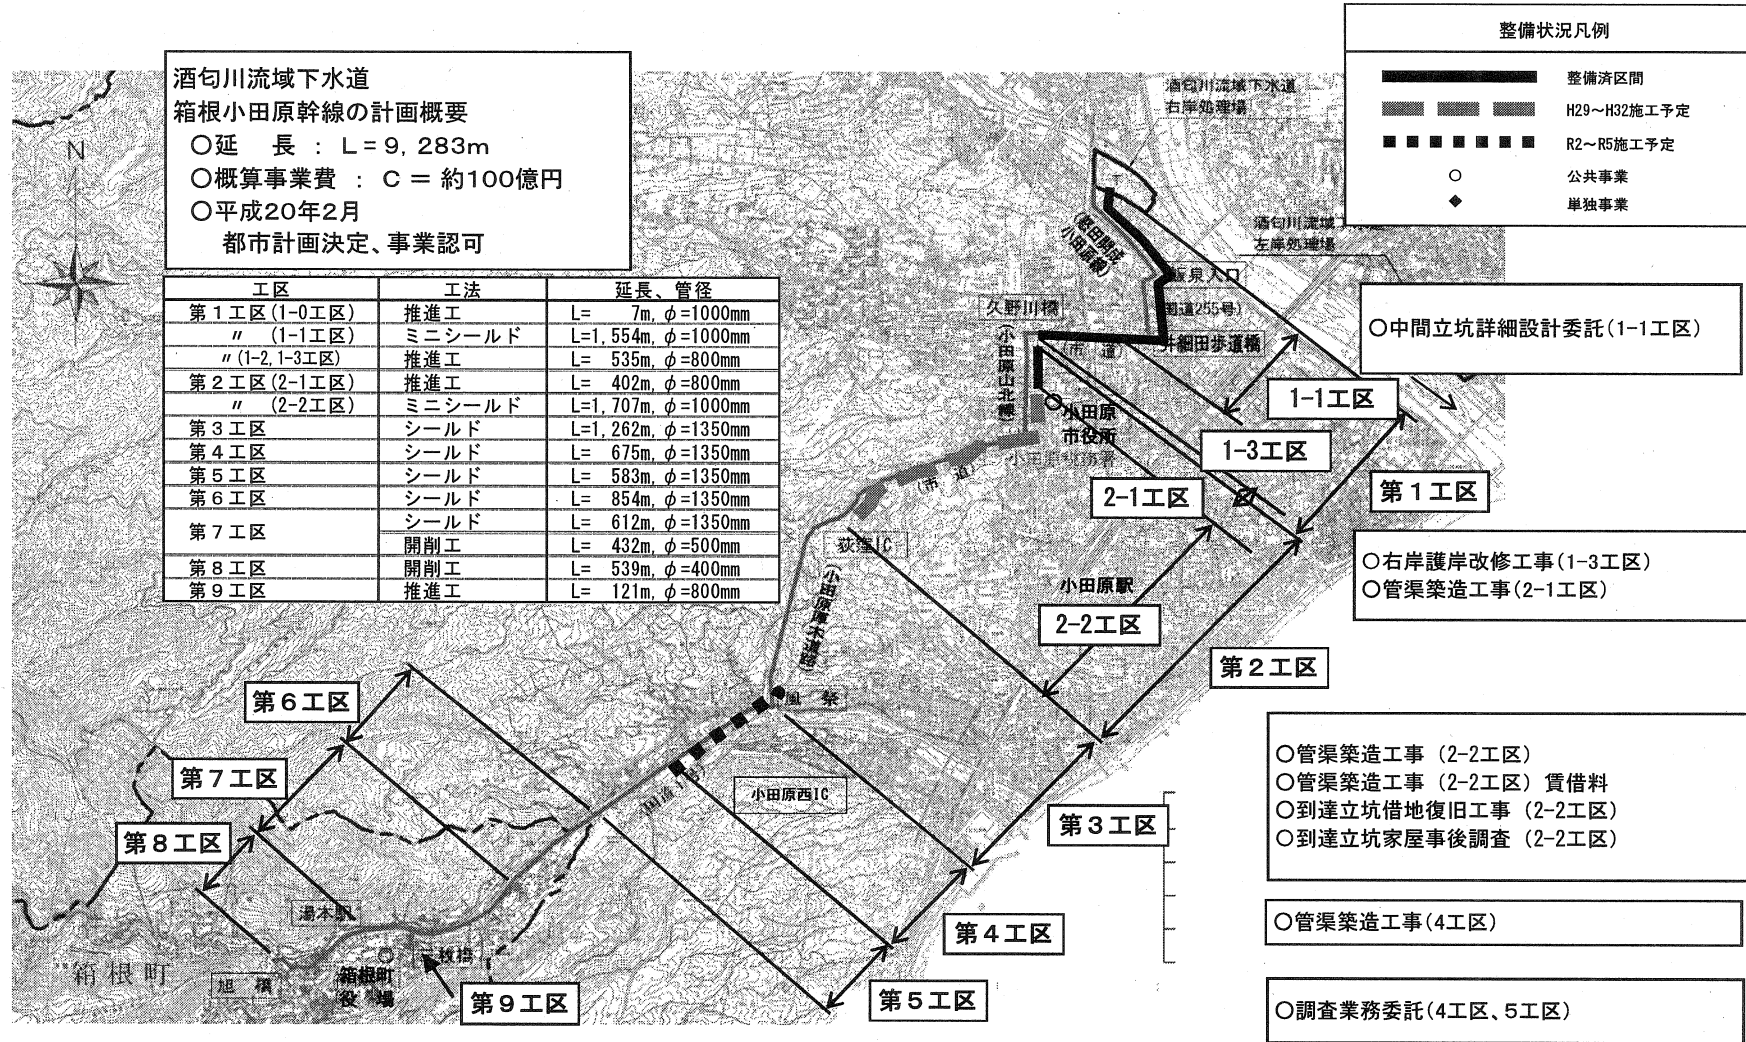 整備状況凡例
整備済区間
H29～H32施工予定
R2～R5施工予定
○ 公共事業
◆ 単独事業
酒匂川流域下水道
箱根小田原幹線の計画概要
○延　長 : L＝9, 283m
○概算事業費 : C ＝ 約100億円
○平成20年2月
都市計画決定、事業認可
N
工区 工法 延長、管径
第1工区(1-0工区) 推進工 L= 7m, φ=1000mm
〃 (1-1工区) ミニシールド L=1, 554m, φ=1000mm
〃(1-2, 1-3工区) 推進工 L= 535m, φ=800mm
第2工区(2-1工区) 推進工 L= 402m, φ=800mm
〃 (2-2工区) ミニシールド L=1, 707m, φ=1000mm
第3工区 シールド L=1, 262m, φ=1350mm
第4工区 シールド L= 675m, φ=1350mm
第5工区 シールド L= 583m, φ=1350mm
第6工区 シールド L= 854m, φ=1350mm
第7工区 シールド L= 612m, φ=1350mm
開削工 L= 432m, φ=500mm
第8工区 開削工 L= 539m, φ=400mm
第9工区 推進工 L= 121m, φ=800mm
酒匂川流域下水道
右岸処理場
酒匂川流域下
左岸処理場
飯泉入口
国道255号)
久野川橋
(市　道)
井細田歩道橋
(小田原山北線)
小田原
市役所
(市　道)
荻窪IC
(小田原厚木道路)
小田原駅
風　祭
小田原西IC
湯本駅
三枚橋
箱根町
役　場
旭　橋
箱根町
1-1工区
1-3工区
2-1工区
2-2工区
第1工区
第2工区
第3工区
第4工区
第5工区
第6工区
第7工区
第8工区
第9工区
○中間立坑詳細設計委託(1-1工区)
○右岸護岸改修工事(1-3工区)
○管渠築造工事(2-1工区)
○管渠築造工事 (2-2工区)
○管渠築造工事 (2-2工区) 賃借料
○到達立坑借地復旧工事 (2-2工区)
○到達立坑家屋事後調査 (2-2工区)
○管渠築造工事(4工区)
○調査業務委託(4工区、5工区)